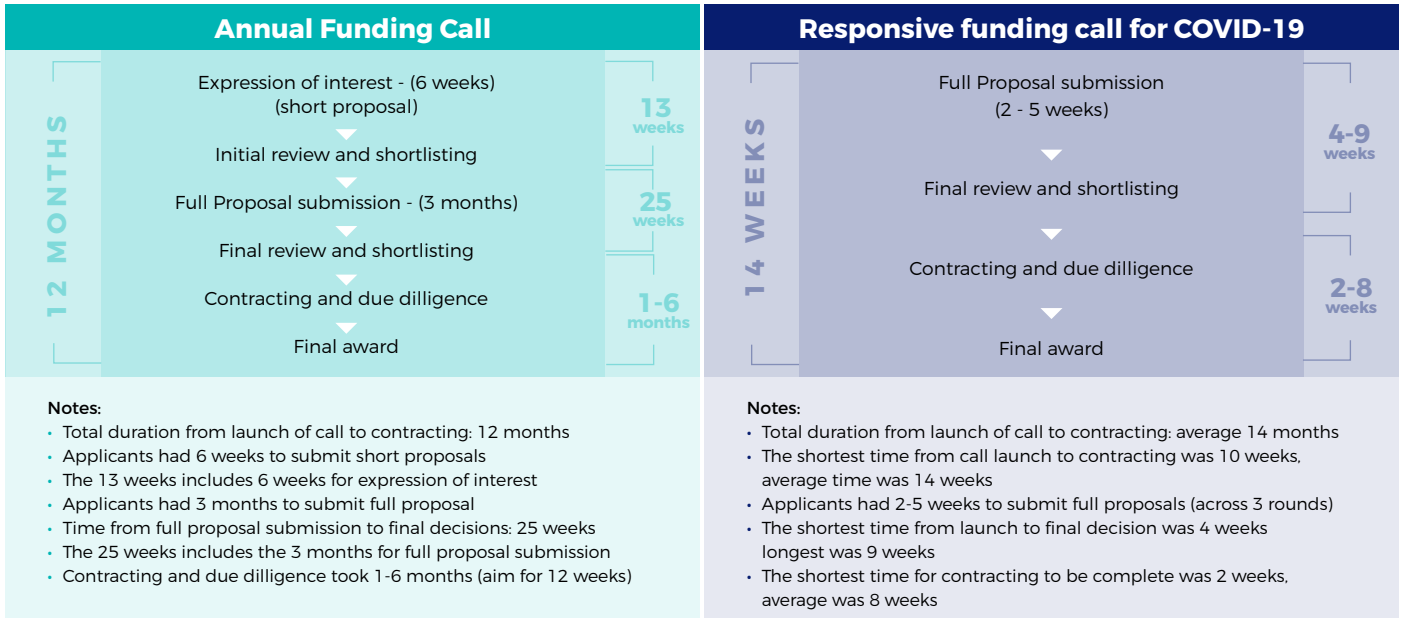 Annual Funding Call
12 MONTHS
Expression of interest - (6 weeks)
(short proposal)
Initial review and shortlisting
Full Proposal submission - (3 months)
Final review and shortlisting
Contracting and due dilligence
Final award
13
weeks
25
weeks
1-6
months
Notes:
• Total duration from launch of call to contracting: 12 months
• Applicants had 6 weeks to submit short proposals
• The 13 weeks includes 6 weeks for expression of interest
• Applicants had 3 months to submit full proposal
• Time from full proposal submission to final decisions: 25 weeks
• The 25 weeks includes the 3 months for full proposal submission
• Contracting and due dilligence took 1-6 months (aim for 12 weeks)
Responsive funding call for COVID-19
14 WEEKS
Full Proposal submission
(2 - 5 weeks)
Final review and shortlisting
Contracting and due dilligence
Final award
4-9
weeks
2-8
weeks
Notes:
• Total duration from launch of call to contracting: average 14 months
• The shortest time from call launch to contracting was 10 weeks,
average time was 14 weeks
• Applicants had 2-5 weeks to submit full proposals (across 3 rounds)
• The shortest time from launch to final decision was 4 weeks
longest was 9 weeks
• The shortest time for contracting to be complete was 2 weeks,
average was 8 weeks